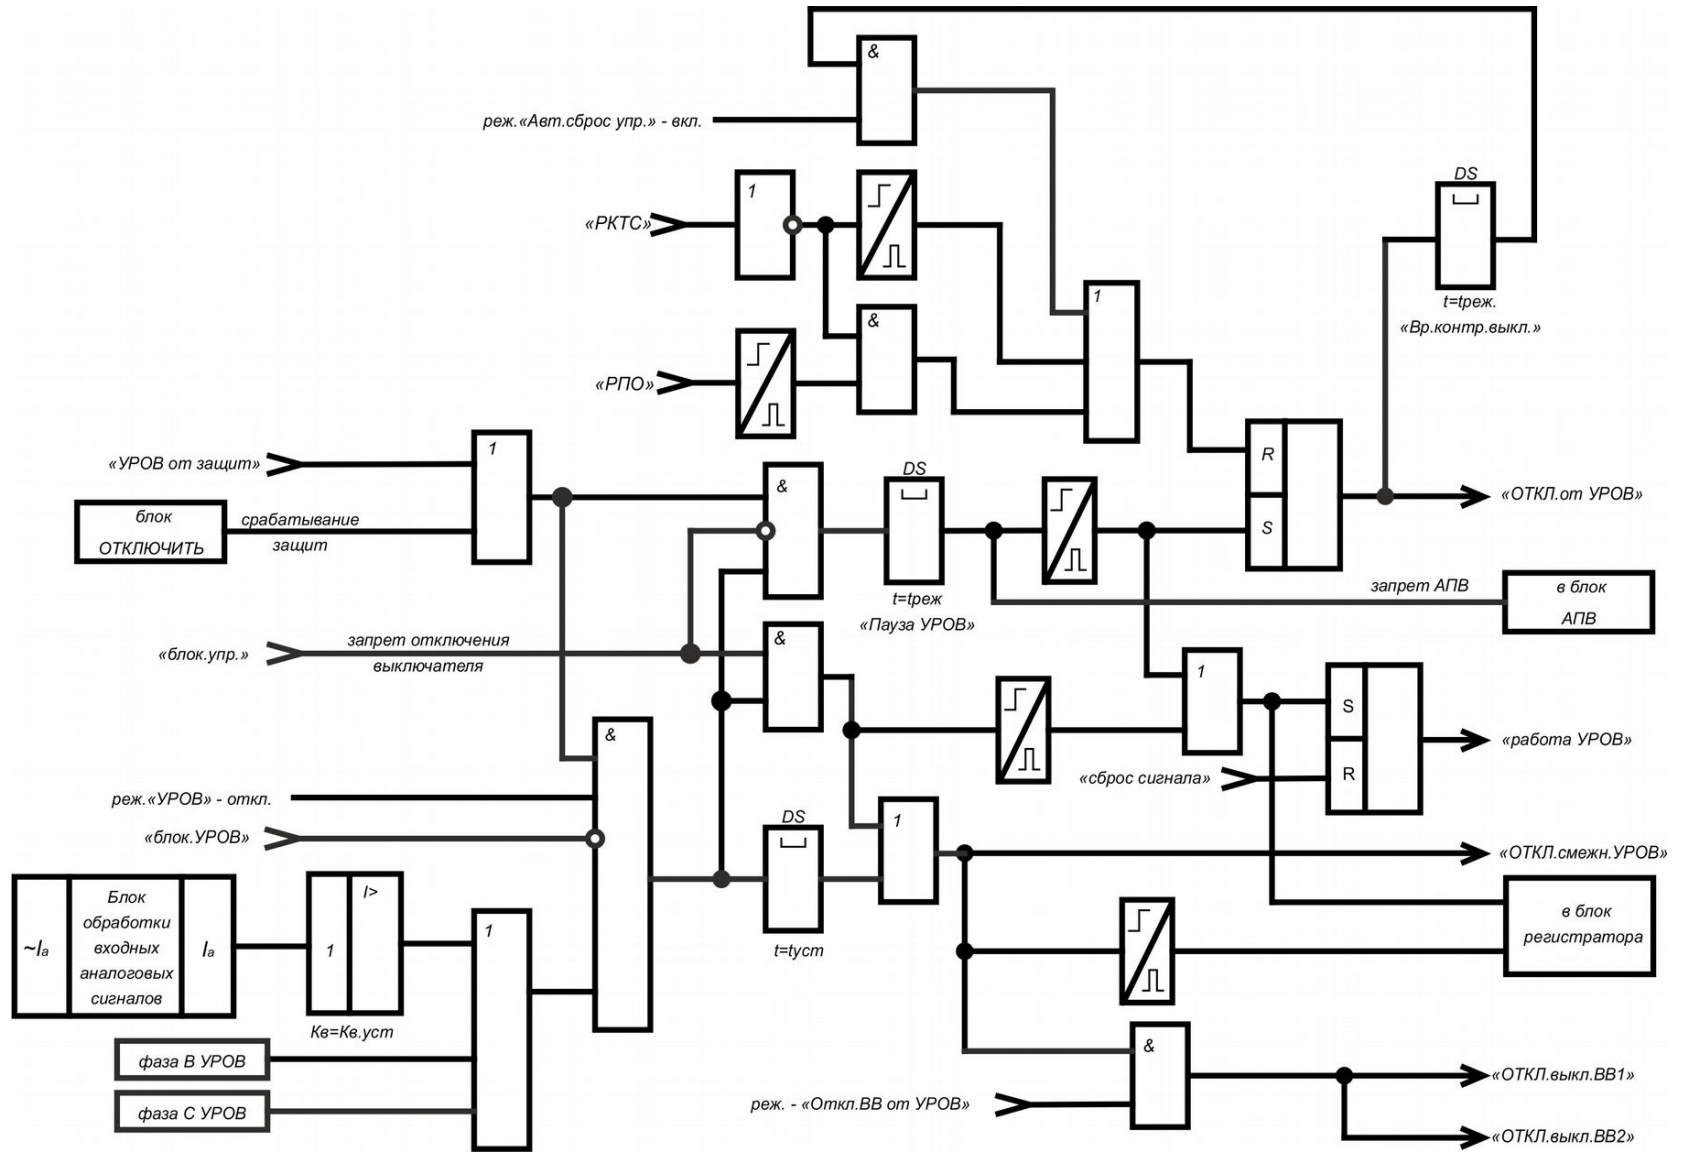 &
реж.«Авт.сброс упр.» - вкл.
DS
1
«РКТС»
t=tреж.
«Вр.контр.выкл.»
1
&
«РПО»
1
«УРОВ от защит»
R
&
DS
«ОТКЛ.от УРОВ»
блок
ОТКЛЮЧИТЬ
срабатывание
защит
S
t=tреж
«Пауза УРОВ»
запрет АПВ
в блок
АПВ
«блок.упр.»
запрет отключения
выключателя
&
1
S
«работа УРОВ»
&
«сброс сигнала»
R
реж.«УРОВ» - откл.
DS
1
«блок.УРОВ»
«ОТКЛ.смежн.УРОВ»
~Iа
Блок
обработки
входных
аналоговых
сигналов
Iа
1
I>
1
t=tуст
в блок
регистратора
Кв=Кв.уст
фаза В УРОВ
&
«ОТКЛ.выкл.ВВ1»
фаза С УРОВ
реж. - «Откл.ВВ от УРОВ»
«ОТКЛ.выкл.ВВ2»